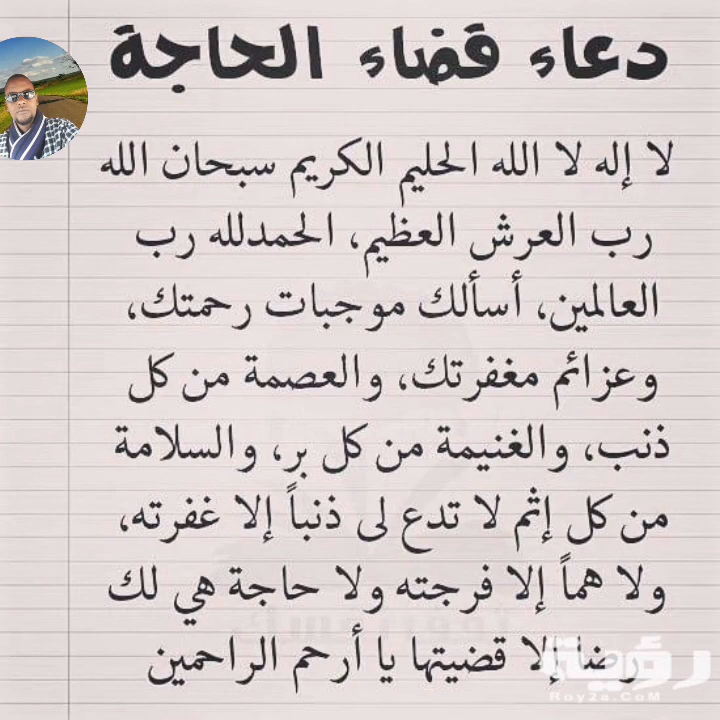 دعاء قضاء الحاجة
لا إله لا الله الحليم الكريم سبحان الله
رب العرش العظيم، الحمدلله رب
العالمين، أسألك موجبات رحمتك،
وعزائم مغفرتك، والعصمة من كل
ذنب، والغنيمة من كل بر، والسلامة
من كل إثم لا تدع لى ذنباً إلا غفرته،
ولا هماً إلا فرجته ولا حاجة هي لك
رضا إلا قضيتها يا أرحم الراحمين
رؤية
Roy2a.CoM